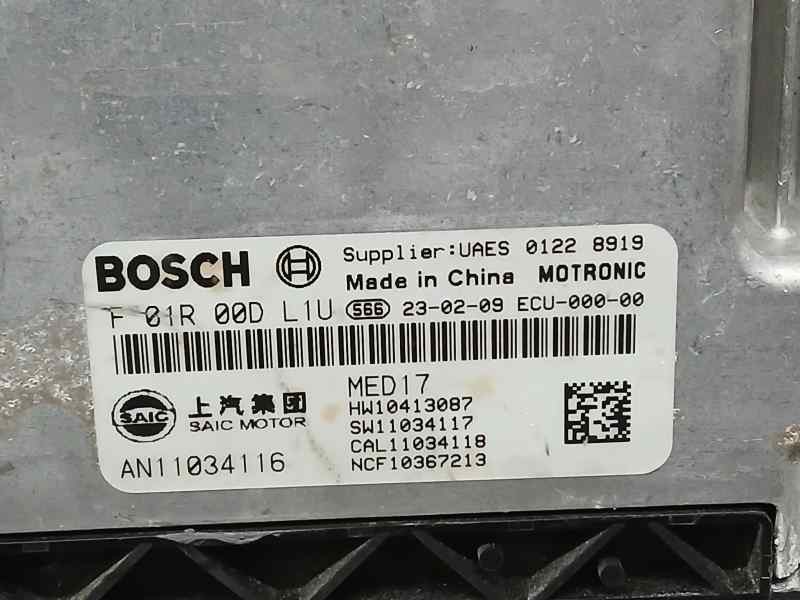 BOSCH
Supplier:UAES 0122 8919
Made in China MOTRONIC
F 01R 00D L1U S66 23-02-09 ECU-000-00
SAIC
上汽集团
SAIC MOTOR
AN11034116
MED17
HW10413087
SW11034117
CAL11034118
NCF10367213